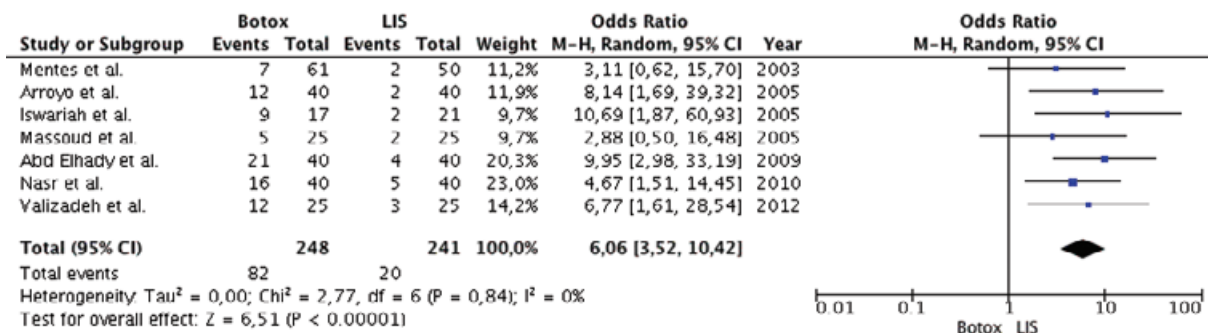 Botox LIS Odds Ratio Odds Ratio
Study or Subgroup Events Total Events Total Weight M-H, Random, 95% CI Year M-H, Random, 95% CI
Mentes et al. 7 61 2 50 11,2% 3,11 [0,62, 15,70] 2003
Arroyo et al. 12 40 2 40 11,9% 8,14 [1,69, 39,32] 2005
Iswariah et al. 9 17 2 21 9,7% 10,69 [1,87, 60,93] 2005
Massoud et al. 5 25 2 25 9,7% 2,88 [0,50, 16,48] 2005
Abd Elhady et al. 21 40 4 40 20,3% 9,95 [2,98, 33,19] 2009
Nasr et al. 16 40 5 40 23,0% 4,67 [1,51, 14,45] 2010
Valizadeh et al. 12 25 3 25 14,2% 6,77 [1,61, 28,54] 2012
Total (95% CI) 248 241 100,0% 6,06 [3,52, 10,42]
Total events 82 20
Heterogeneity: Tau² = 0,00; Chi² = 2,77, df = 6 (P = 0,84); I² = 0%
Test for overall effect: Z = 6,51 (P < 0.00001)
0.01 0.1 1 10 100
Botox LIS